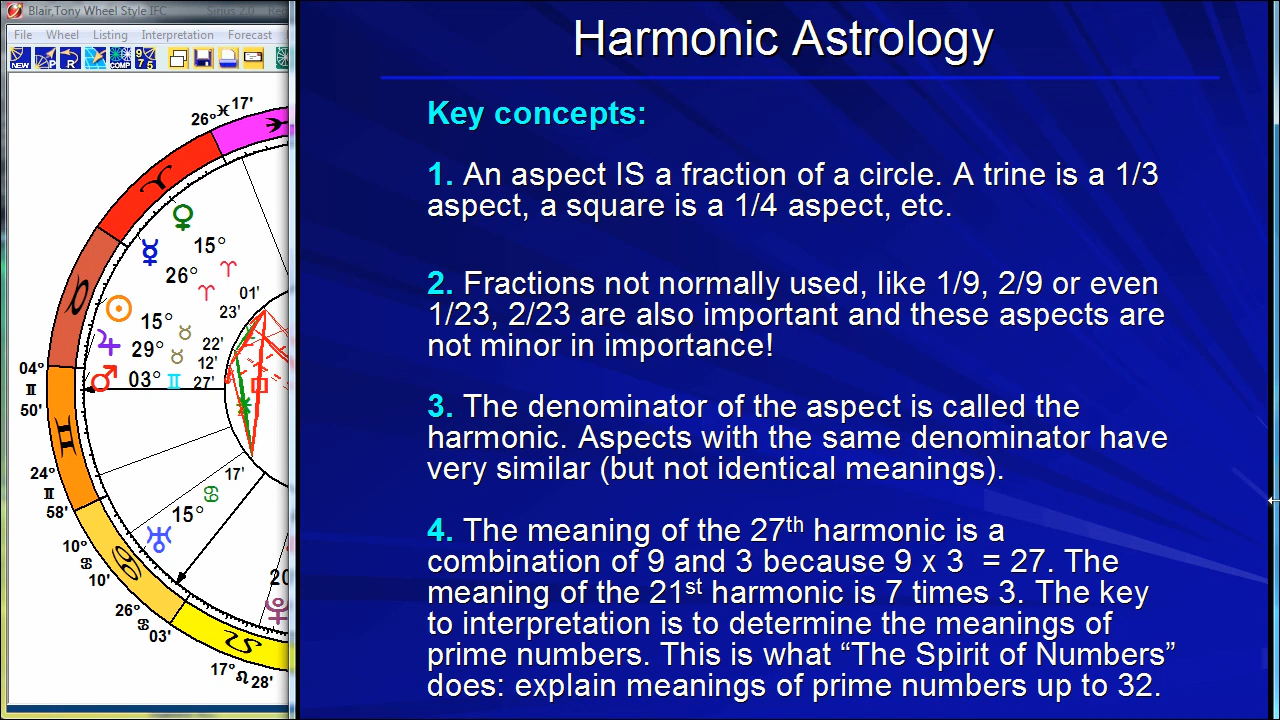 Blair,Tony Wheel Style IFC Sirius 2.0
File Wheel Listing Interpretation Forecast
NEW P R COMP 9 7 5
26° ♓ 17'
♈
♀ 15° ♈ 01'
☿ 26° ♈ 23'
♉
☉ 15° ♉ 22'
♃ 29° ♉ 12'
♂ 03° ♊ 27'
04° ♊ 50'
♊
24° ♊ 58'
♅ 15° ♋ 17'
10° ♋ 10'
♋
26° ♋ 03'
20
♇
♌
17° ♌ 28'
Harmonic Astrology
Key concepts:
1. An aspect IS a fraction of a circle. A trine is a 1/3
aspect, a square is a 1/4 aspect, etc.
2. Fractions not normally used, like 1/9, 2/9 or even
1/23, 2/23 are also important and these aspects are
not minor in importance!
3. The denominator of the aspect is called the
harmonic. Aspects with the same denominator have
very similar (but not identical meanings).
4. The meaning of the 27th harmonic is a
combination of 9 and 3 because 9 x 3 = 27. The
meaning of the 21st harmonic is 7 times 3. The key
to interpretation is to determine the meanings of
prime numbers. This is what “The Spirit of Numbers”
does: explain meanings of prime numbers up to 32.